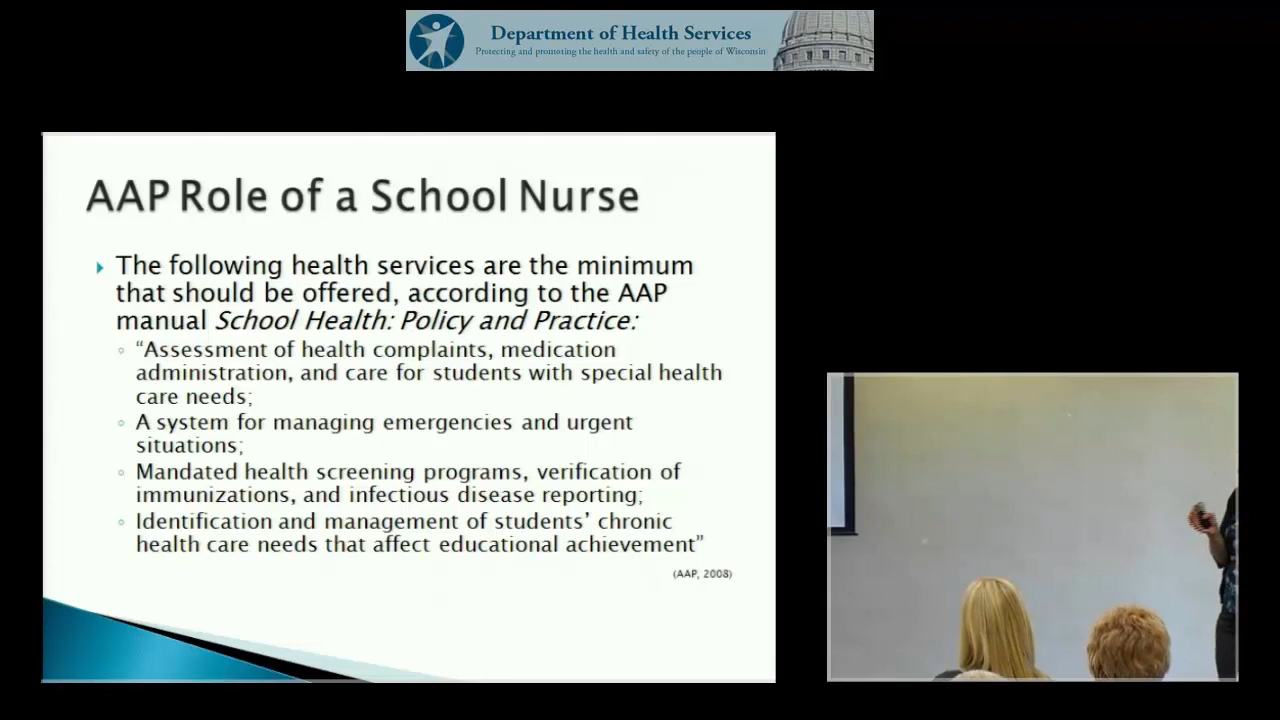 Department of Health Services
Protecting and promoting the health and safety of the people of Wisconsin
AAP Role of a School Nurse
The following health services are the minimum
that should be offered, according to the AAP
manual School Health: Policy and Practice:
“Assessment of health complaints, medication
administration, and care for students with special health
care needs;
A system for managing emergencies and urgent
situations;
Mandated health screening programs, verification of
immunizations, and infectious disease reporting;
Identification and management of students’ chronic
health care needs that affect educational achievement”
(AAP, 2008)